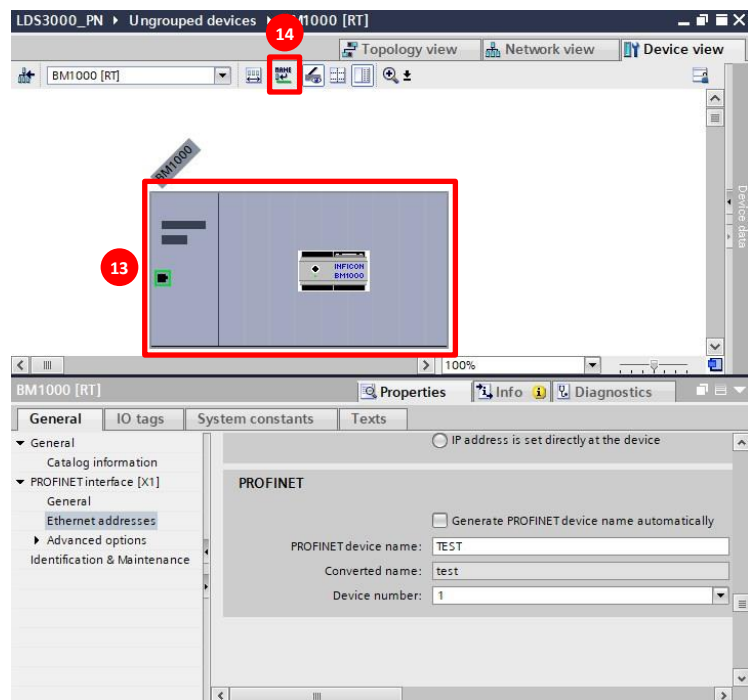 LDS3000_PN ▸ Ungrouped devices ▸ BM1000 [RT]
14
Topology view Network view Device view
BM1000 [RT]
NAME
BM1000
Device data
13
INFICON
BM1000
100%
BM1000 [RT]
Properties Info Diagnostics
General IO tags System constants Texts
General
Catalog information
PROFINET interface [X1]
General
Ethernet addresses
Advanced options
Identification & Maintenance
IP address is set directly at the device
PROFINET
Generate PROFINET device name automatically
PROFINET device name: TEST
Converted name: test
Device number: 1